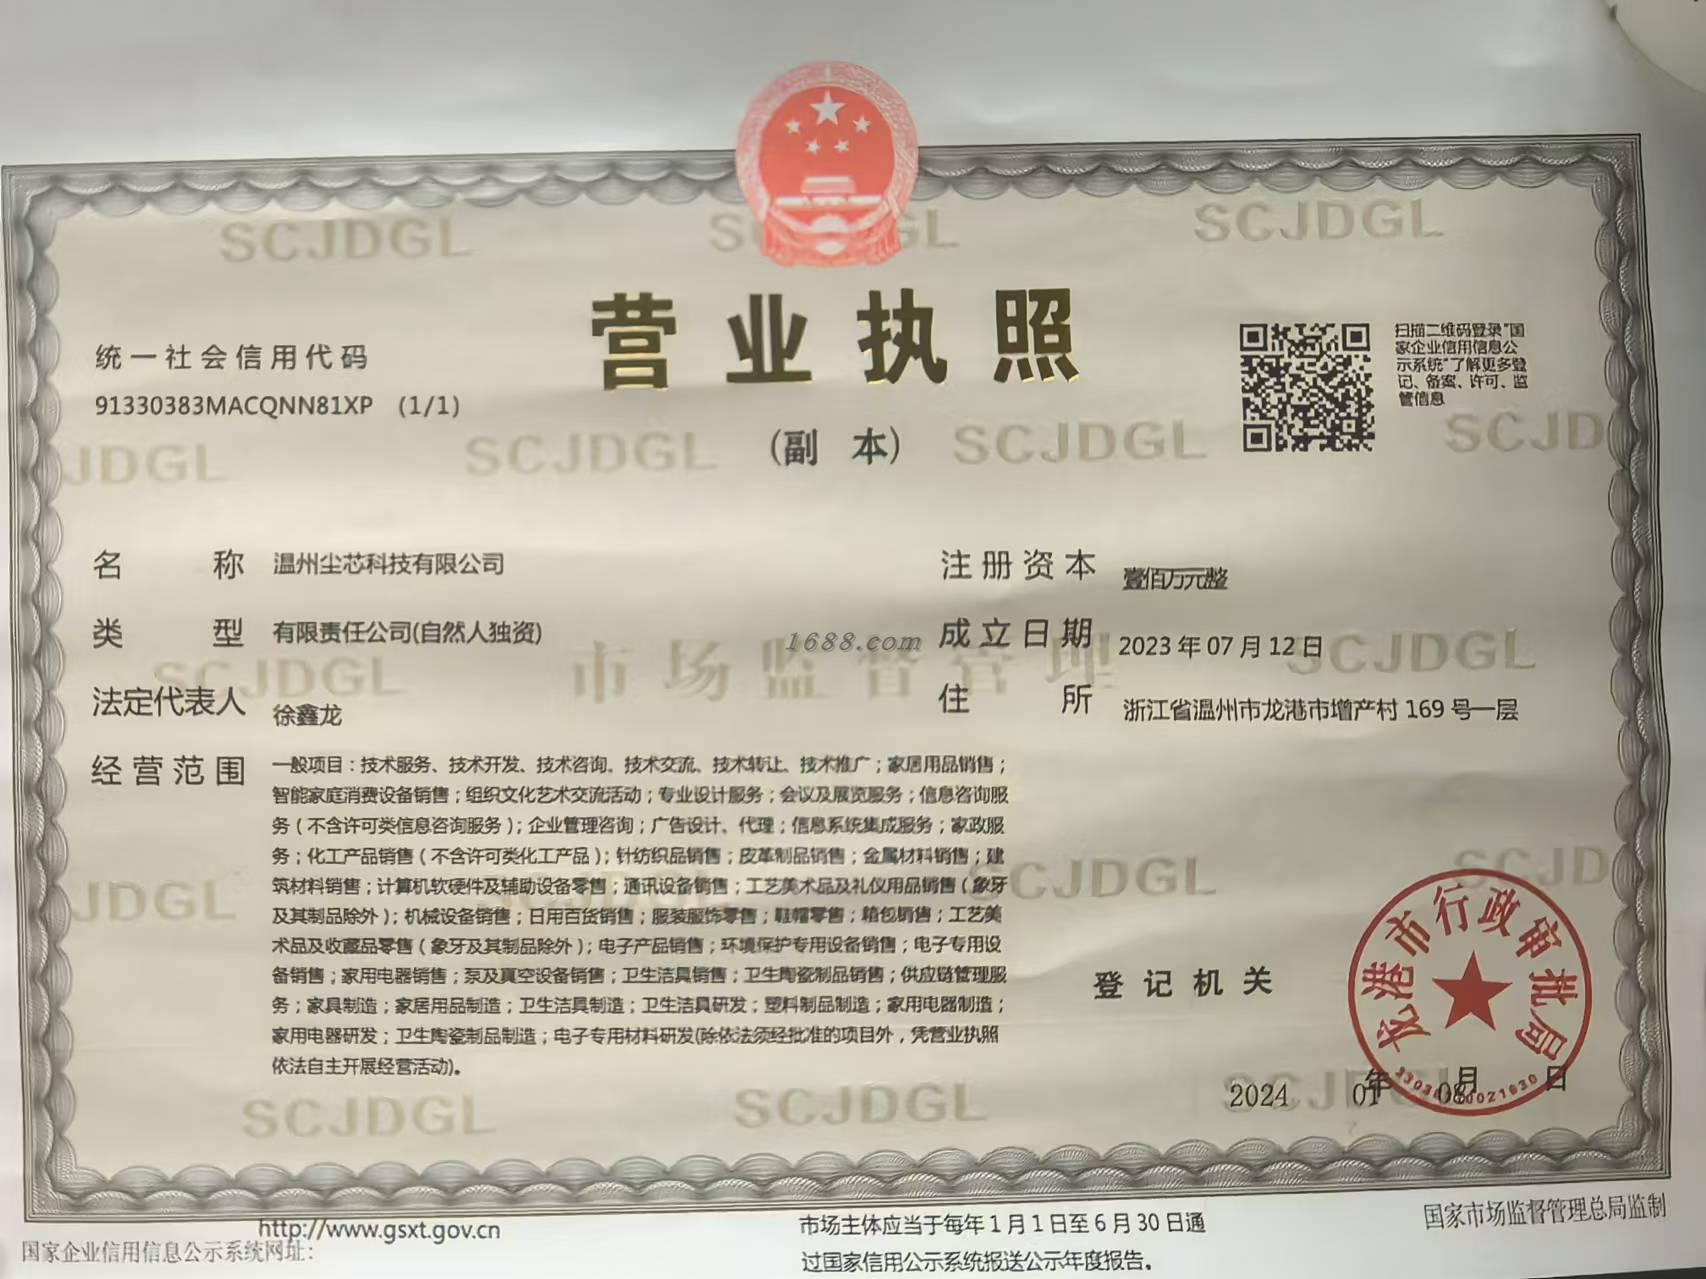 SCJDGL
SCJDGL
SCJDGL
营业执照
(副 本)
统一社会信用代码
91330383MACQNN81XP (1/1)
扫描二维码登录"国
家企业信用信息公
示系统"了解更多登
记、备案、许可、监
管信息
JDGL
SCJDGL
SCJDGL
SCJD
名 称 温州尘芯科技有限公司
类 型 有限责任公司(自然人独资)
法定代表人 徐鑫龙
经营范围 一般项目：技术服务、技术开发、技术咨询、技术交流、技术转让、技术推广；家居用品销售；
智能家庭消费设备销售；组织文化艺术交流活动；专业设计服务；会议及展览服务；信息咨询服
务（不含许可类信息咨询服务）；企业管理咨询；广告设计、代理；信息系统集成服务；家政服
务；化工产品销售（不含许可类化工产品）；针纺织品销售；皮革制品销售；金属材料销售；建
筑材料销售；计算机软硬件及辅助设备零售；通讯设备销售；工艺美术品及礼仪用品销售（象牙
及其制品除外）；机械设备销售；日用百货销售；服装服饰零售；鞋帽零售；箱包销售；工艺美
术品及收藏品零售（象牙及其制品除外）；电子产品销售；环境保护专用设备销售；电子专用设
备销售；家用电器销售；泵及真空设备销售；卫生洁具销售；卫生陶瓷制品销售；供应链管理服
务；家具制造；家居用品制造；卫生洁具制造；卫生洁具研发；塑料制品制造；家用电器制造；
家用电器研发；卫生陶瓷制品制造；电子专用材料研发(除依法须经批准的项目外，凭营业执照
依法自主开展经营活动)。
注册资本 壹佰万元整
成立日期 2023年07月12日
住 所 浙江省温州市龙港市增产村169号一层
1688.com
市场监督管理
SCJDGL
SCJDGL
SCJDGL
SCJD
JDGL
SCJDGL
登记机关
龙港市行政审批局
2024年01月08日
SCJDGL
SCJDGL
SCJDGL
http://www.gsxt.gov.cn
国家企业信用信息公示系统网址：
市场主体应当于每年1月1日至6月30日通
过国家信用公示系统报送公示年度报告。
国家市场监督管理总局监制